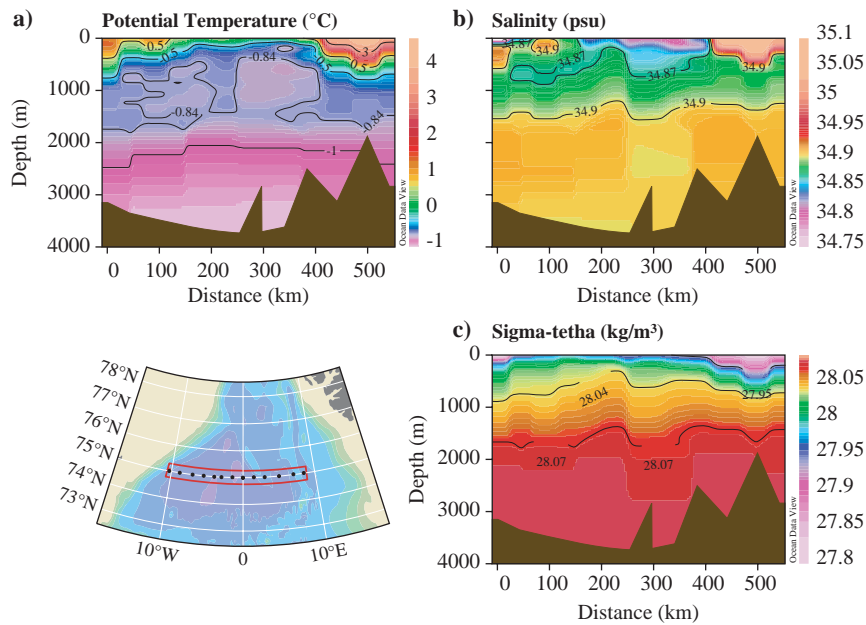 a) Potential Temperature (°C)
0
1000
2000
3000
4000
Depth (m)
0.5
0.5
-0.84
0.5
3
0.5
-0.84
-0.84
-1
4
3
2
1
0
-1
Ocean Data View
0 100 200 300 400 500
Distance (km)
b) Salinity (psu)
34.87
34.9
34.87
34.87
34.9
34.9
34.9
35.1
35.05
35
34.95
34.9
34.85
34.8
34.75
Ocean Data View
0 100 200 300 400 500
Distance (km)
78°N
77°N
76°N
75°N
74°N
73°N
10°W 0 10°E
c) Sigma-tetha (kg/m³)
0
1000
2000
3000
4000
Depth (m)
28.04
27.95
28.07
28.07
28.05
28
27.95
27.9
27.85
27.8
Ocean Data View
0 100 200 300 400 500
Distance (km)